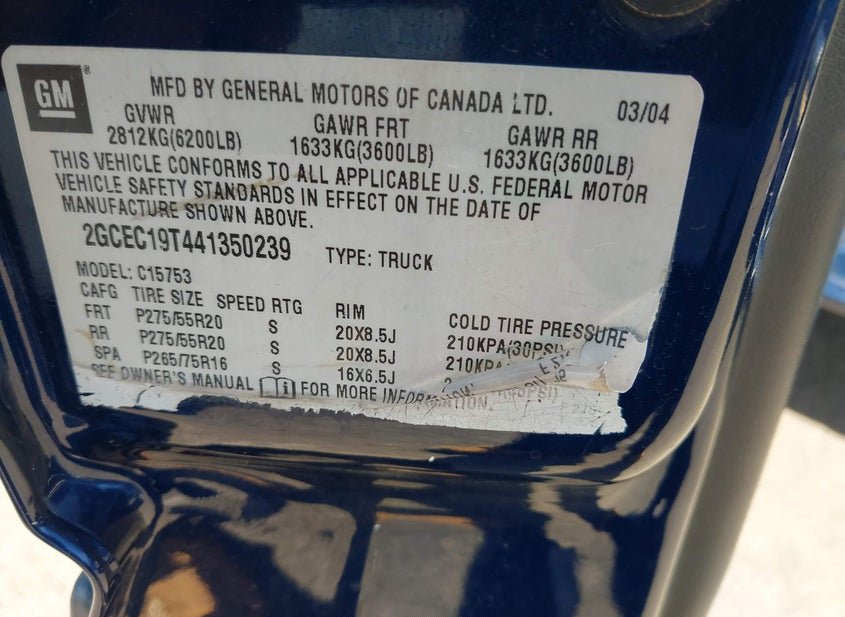 GM ®
MFD BY GENERAL MOTORS OF CANADA LTD. 03/04
GVWR GAWR FRT GAWR RR
2812KG(6200LB) 1633KG(3600LB) 1633KG(3600LB)
THIS VEHICLE CONFORMS TO ALL APPLICABLE U.S. FEDERAL MOTOR
VEHICLE SAFETY STANDARDS IN EFFECT ON THE DATE OF
MANUFACTURE SHOWN ABOVE.
2GCEC19T441350239 TYPE: TRUCK
MODEL: C15753
CAFG TIRE SIZE SPEED RTG RIM COLD TIRE PRESSURE
FRT P275/55R20 S 20X8.5J 210KPA(30PSI)
RR P275/55R20 S 20X8.5J 210KPA
SPA P265/75R16 S 16X6.5J
SEE OWNER'S MANUAL FOR MORE INFORMATION.